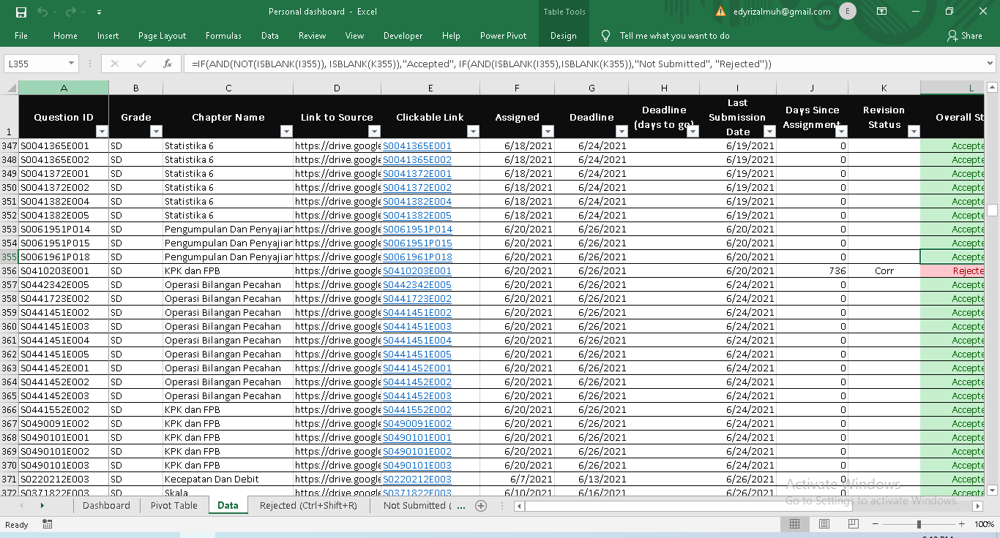 Personal dashboard - Excel
Table Tools
edyrizalmuh@gmail.com E
File Home Insert Page Layout Formulas Data Review View Developer Help Power Pivot Design Tell me what you want to do Share
L355 fx =IF(AND(NOT(ISBLANK(I355)), ISBLANK(K355)),"Accepted", IF(AND(ISBLANK(I355),ISBLANK(K355)),"Not Submitted", "Rejected"))
A B C D E F G H I J K L
1 Question ID Grade Chapter Name Link to Source Clickable Link Assigned Deadline Deadline (days to go) Last Submission Date Days Since Assignment Revision Status Overall St
347 S0041365E001 SD Statistika 6 https://drive.google S0041365E001 6/18/2021 6/24/2021 6/19/2021 0 Accepte
348 S0041365E002 SD Statistika 6 https://drive.google S0041365E002 6/18/2021 6/24/2021 6/19/2021 0 Accepte
349 S0041372E001 SD Statistika 6 https://drive.google S0041372E001 6/18/2021 6/24/2021 6/19/2021 0 Accepte
350 S0041372E002 SD Statistika 6 https://drive.google S0041372E002 6/18/2021 6/24/2021 6/19/2021 0 Accepte
351 S0041382E004 SD Statistika 6 https://drive.google S0041382E004 6/18/2021 6/24/2021 6/19/2021 0 Accepte
352 S0041382E005 SD Statistika 6 https://drive.google S0041382E005 6/18/2021 6/24/2021 6/19/2021 0 Accepte
353 S0061951P014 SD Pengumpulan Dan Penyajian https://drive.google S0061951P014 6/20/2021 6/26/2021 6/20/2021 0 Accepte
354 S0061951P015 SD Pengumpulan Dan Penyajian https://drive.google S0061951P015 6/20/2021 6/26/2021 6/20/2021 0 Accepte
355 S0061961P018 SD Pengumpulan Dan Penyajian https://drive.google S0061961P018 6/20/2021 6/26/2021 6/20/2021 0 Accepte
356 S0410203E001 SD KPK dan FPB https://drive.google S0410203E001 6/20/2021 6/26/2021 6/20/2021 736 Corr Rejecte
357 S0442342E005 SD Operasi Bilangan Pecahan https://drive.google S0442342E005 6/20/2021 6/26/2021 6/24/2021 0 Accepte
358 S0441723E002 SD Operasi Bilangan Pecahan https://drive.google S0441723E002 6/20/2021 6/26/2021 6/24/2021 0 Accepte
359 S0441451E002 SD Operasi Bilangan Pecahan https://drive.google S0441451E002 6/20/2021 6/26/2021 6/24/2021 0 Accepte
360 S0441451E003 SD Operasi Bilangan Pecahan https://drive.google S0441451E003 6/20/2021 6/26/2021 6/24/2021 0 Accepte
361 S0441451E004 SD Operasi Bilangan Pecahan https://drive.google S0441451E004 6/20/2021 6/26/2021 6/24/2021 0 Accepte
362 S0441451E005 SD Operasi Bilangan Pecahan https://drive.google S0441451E005 6/20/2021 6/26/2021 6/24/2021 0 Accepte
363 S0441452E001 SD Operasi Bilangan Pecahan https://drive.google S0441452E001 6/20/2021 6/26/2021 6/24/2021 0 Accepte
364 S0441452E002 SD Operasi Bilangan Pecahan https://drive.google S0441452E002 6/20/2021 6/26/2021 6/24/2021 0 Accepte
365 S0441452E003 SD Operasi Bilangan Pecahan https://drive.google S0441452E003 6/20/2021 6/26/2021 6/24/2021 0 Accepte
366 S0441552E002 SD KPK dan FPB https://drive.google S0441552E002 6/20/2021 6/26/2021 6/24/2021 0 Accepte
367 S0490091E002 SD KPK dan FPB https://drive.google S0490091E002 6/20/2021 6/26/2021 6/24/2021 0 Accepte
368 S0490101E001 SD KPK dan FPB https://drive.google S0490101E001 6/20/2021 6/26/2021 6/24/2021 0 Accepte
369 S0490101E002 SD KPK dan FPB https://drive.google S0490101E002 6/20/2021 6/26/2021 6/24/2021 0 Accepte
370 S0490101E003 SD KPK dan FPB https://drive.google S0490101E003 6/20/2021 6/26/2021 6/24/2021 0 Accepte
371 S0220212E003 SD Kecepatan Dan Debit https://drive.google S0220212E003 6/7/2021 6/13/2021 6/26/2021 0 Accepte
372 S0371822E003 SD Skala https://drive.google S0371822E003 6/10/2021 6/16/2021 6/26/2021 0 Accepte
Activate Windows
Go to Settings to activate Windows.
Dashboard Pivot Table Data Rejected (Ctrl+Shift+R) Not Submitted ( ...
Ready 100%